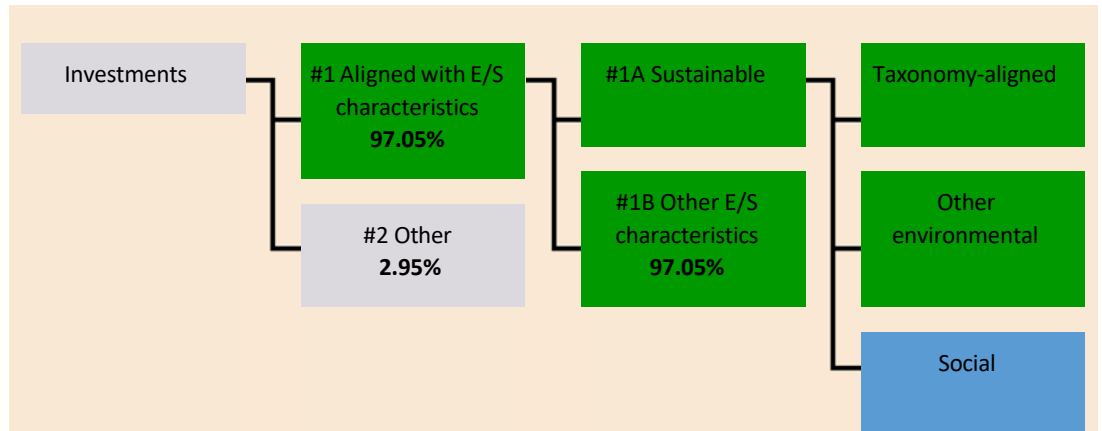 Investments
#1 Aligned with E/S
characteristics
97.05%
#2 Other
2.95%
#1A Sustainable
#1B Other E/S
characteristics
97.05%
Taxonomy-aligned
Other
environmental
Social